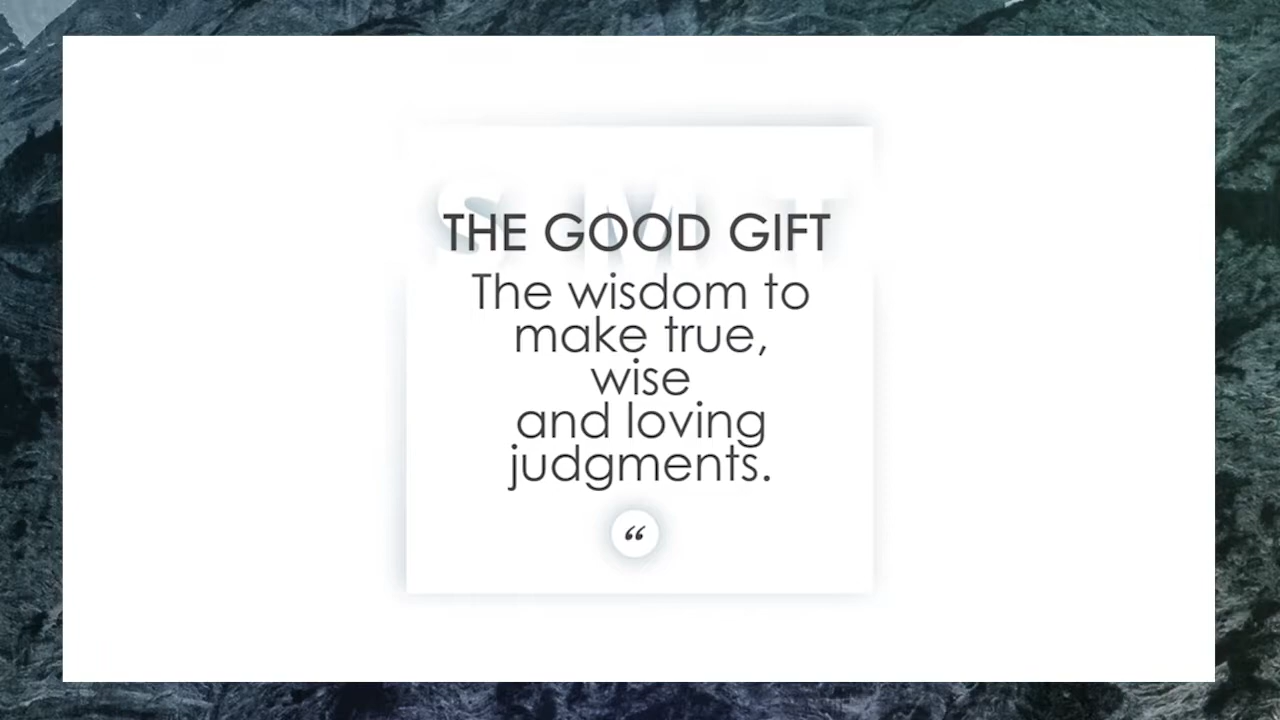 THE GOOD GIFT
The wisdom to
make true,
wise
and loving
judgments.
“